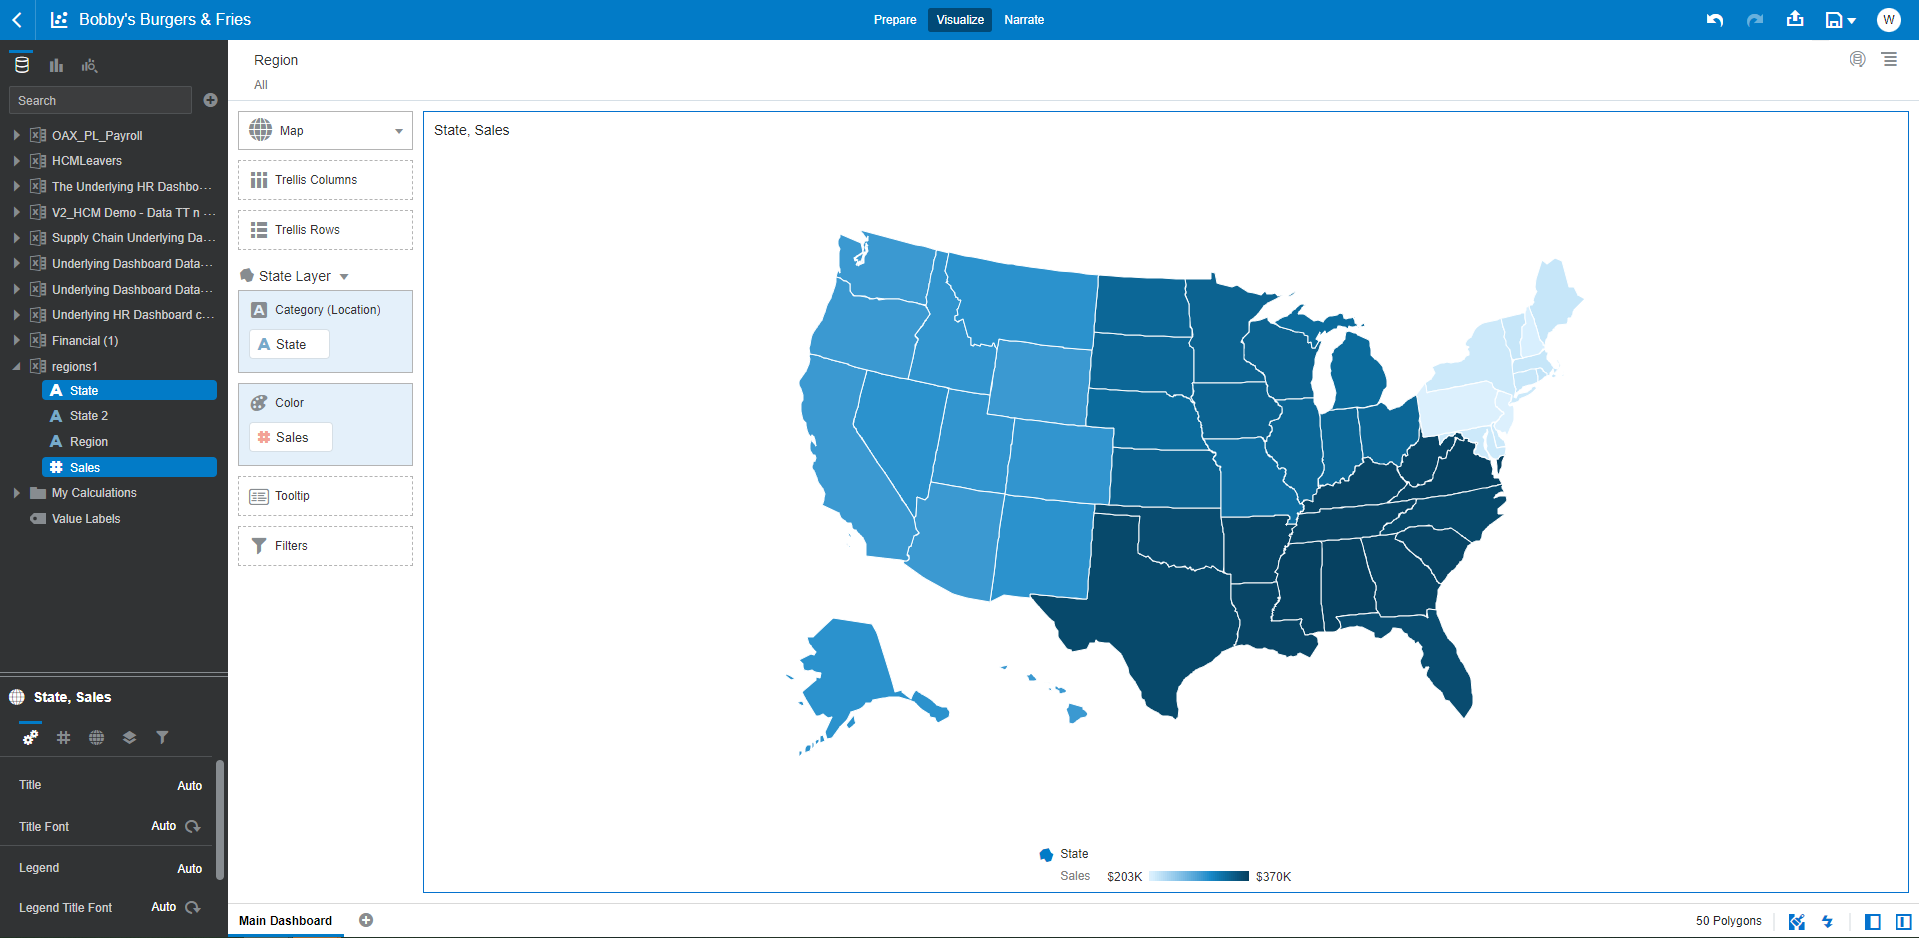 Bobby's Burgers & Fries
Prepare
Visualize
Narrate
W
Search
OAX_PL_Payroll
HCMLeavers
The Underlying HR Dashbo...
V2_HCM Demo - Data TT n ...
Supply Chain Underlying Da...
Underlying Dashboard Data...
Underlying Dashboard Data...
Underlying HR Dashboard c...
Financial (1)
regions1
A State
A State 2
A Region
# Sales
My Calculations
Value Labels
State, Sales
Title Auto
Title Font Auto
Legend Auto
Legend Title Font Auto
Region
All
Map
Trellis Columns
Trellis Rows
State Layer
A Category (Location)
A State
Color
# Sales
Tooltip
Filters
State, Sales
State
Sales $203K $370K
Main Dashboard
50 Polygons